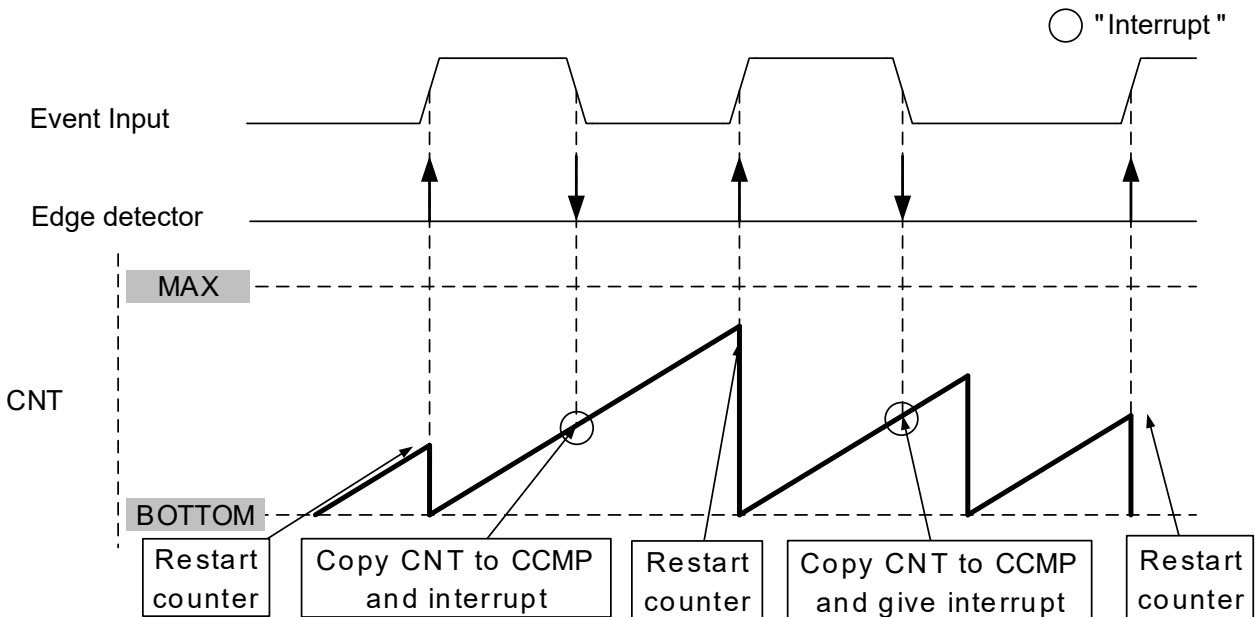 "Interrupt"
Event Input
Edge detector
MAX
CNT
BOTTOM
Restart
counter
Copy CNT to CCMP
and interrupt
Restart
counter
Copy CNT to CCMP
and give interrupt
Restart
counter